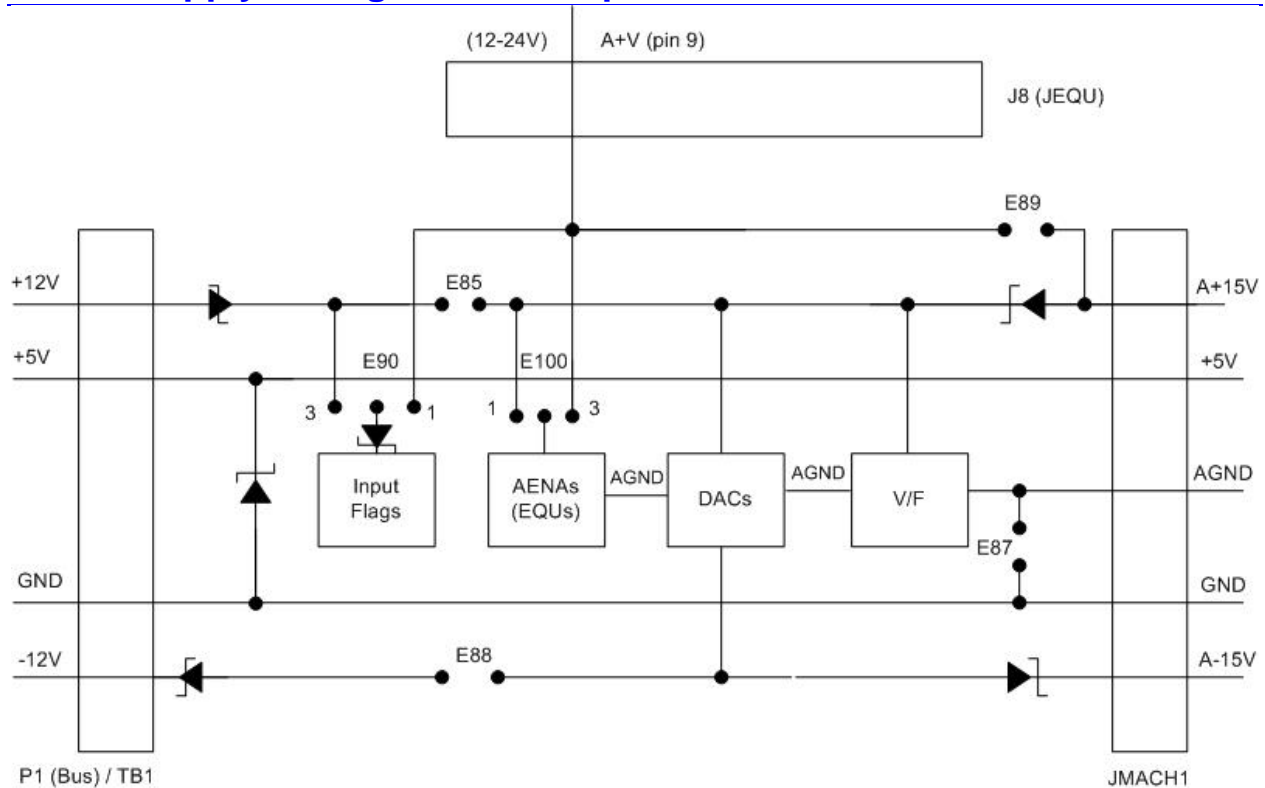 (12-24V) A+V (pin 9)
J8 (JEQU)
E89
+12V
E85
A+15V
+5V
E90
E100
+5V
3
1
1
3
Input
Flags
AENAs
(EQUs)
AGND
DACs
AGND
V/F
AGND
E87
GND
GND
-12V
E88
A-15V
P1 (Bus) / TB1
JMACH1